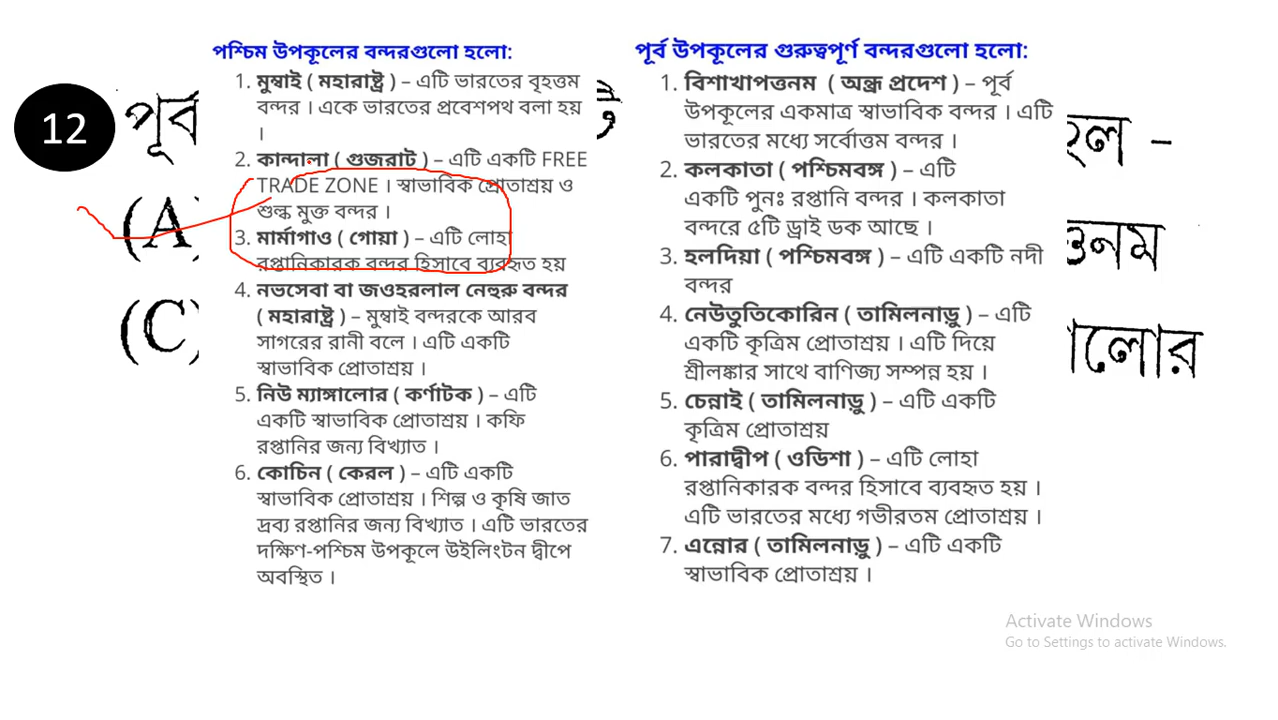 12
পূর্ব
হল –
(A)
ওনম
(C)
লোর
পশ্চিম উপকূলের বন্দরগুলো হলো:
1. মুম্বাই ( মহারাষ্ট্র ) – এটি ভারতের বৃহত্তম
বন্দর । একে ভারতের প্রবেশপথ বলা হয়
।
2. কান্দালা ( গুজরাট ) – এটি একটি FREE
TRADE ZONE । স্বাভাবিক প্রোতাশ্রয় ও
শুল্ক মুক্ত বন্দর ।
3. মার্মাগাও ( গোয়া ) – এটি লোহা
রপ্তানিকারক বন্দর হিসাবে ব্যবহৃত হয়
4. নভসেবা বা জওহরলাল নেহুরু বন্দর
( মহারাষ্ট্র ) – মুম্বাই বন্দরকে আরব
সাগরের রানী বলে । এটি একটি
স্বাভাবিক প্রোতাশ্রয় ।
5. নিউ ম্যাঙ্গালোর ( কর্ণাটক ) – এটি
একটি স্বাভাবিক প্রোতাশ্রয় । কফি
রপ্তানির জন্য বিখ্যাত ।
6. কোচিন ( কেরল ) – এটি একটি
স্বাভাবিক প্রোতাশ্রয় । শিল্প ও কৃষি জাত
দ্রব্য রপ্তানির জন্য বিখ্যাত । এটি ভারতের
দক্ষিণ-পশ্চিম উপকূলে উইলিংটন দ্বীপে
অবস্থিত ।
পূর্ব উপকূলের গুরুত্বপূর্ণ বন্দরগুলো হলো:
1. বিশাখাপত্তনম ( অন্ধ্র প্রদেশ ) – পূর্ব
উপকূলের একমাত্র স্বাভাবিক বন্দর । এটি
ভারতের মধ্যে সর্বোত্তম বন্দর ।
2. কলকাতা ( পশ্চিমবঙ্গ ) – এটি
একটি পুনঃ রপ্তানি বন্দর । কলকাতা
বন্দরে ৫টি ড্রাই ডক আছে ।
3. হলদিয়া ( পশ্চিমবঙ্গ ) – এটি একটি নদী
বন্দর
4. নেউতুতিকোরিন ( তামিলনাড়ু ) – এটি
একটি কৃত্রিম প্রোতাশ্রয় । এটি দিয়ে
শ্রীলঙ্কার সাথে বাণিজ্য সম্পন্ন হয় ।
5. চেন্নাই ( তামিলনাড়ু ) – এটি একটি
কৃত্রিম প্রোতাশ্রয়
6. পারাদ্বীপ ( ওডিশা ) – এটি লোহা
রপ্তানিকারক বন্দর হিসাবে ব্যবহৃত হয় ।
এটি ভারতের মধ্যে গভীরতম প্রোতাশ্রয় ।
7. এন্নোর ( তামিলনাড়ু ) – এটি একটি
স্বাভাবিক প্রোতাশ্রয় ।
Activate Windows
Go to Settings to activate Windows.